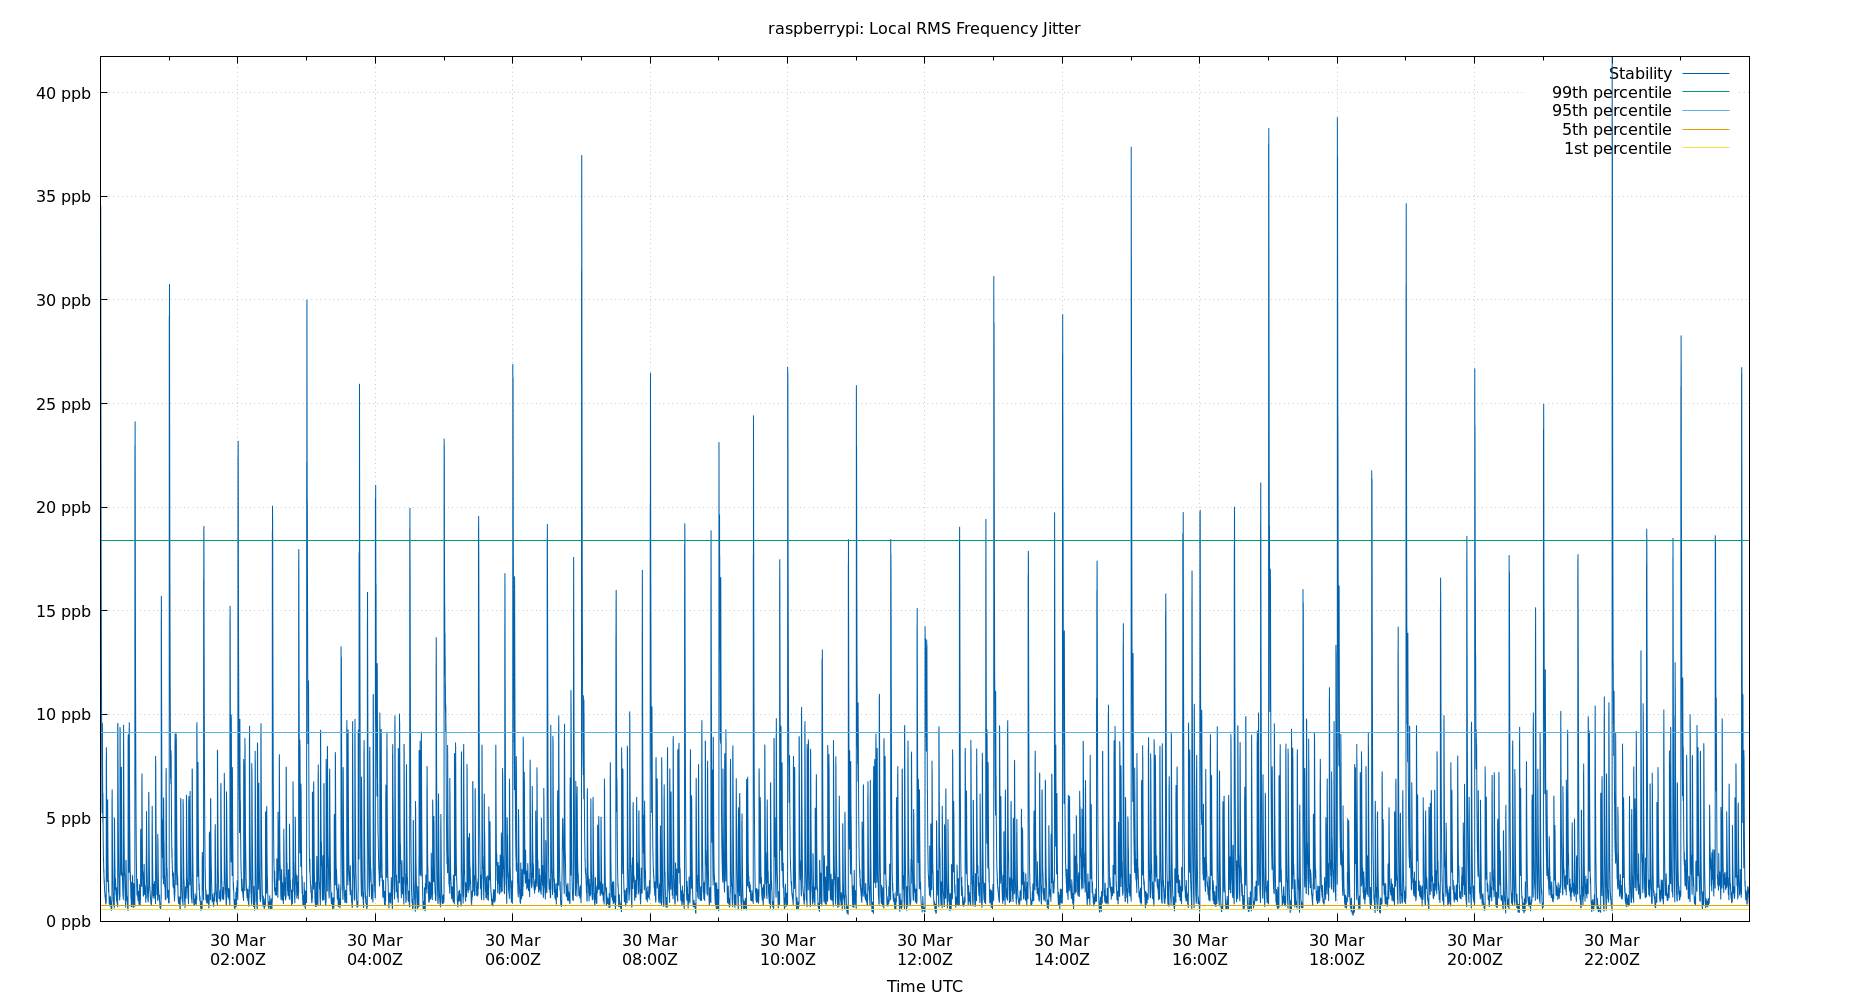 raspberrypi: Local RMS Frequency Jitter
Stability
99th percentile
95th percentile
5th percentile
1st percentile
40 ppb
35 ppb
30 ppb
25 ppb
20 ppb
15 ppb
10 ppb
5 ppb
0 ppb
30 Mar 30 Mar 30 Mar 30 Mar 30 Mar 30 Mar 30 Mar 30 Mar 30 Mar 30 Mar 30 Mar
02:00Z 04:00Z 06:00Z 08:00Z 10:00Z 12:00Z 14:00Z 16:00Z 18:00Z 20:00Z 22:00Z
Time UTC